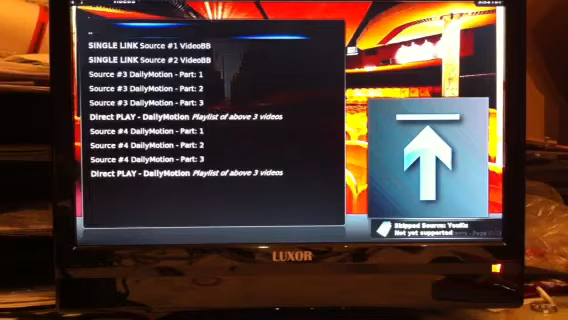 ..
SINGLE LINK Source #1 VideoBB
SINGLE LINK Source #2 VideoBB
Source #3 DailyMotion - Part: 1
Source #3 DailyMotion - Part: 2
Source #3 DailyMotion - Part: 3
Direct PLAY - DailyMotion Playlist of above 3 videos
Source #4 DailyMotion - Part: 1
Source #4 DailyMotion - Part: 2
Source #4 DailyMotion - Part: 3
Direct PLAY - DailyMotion Playlist of above 3 videos
Skipped Source: YouKu
Not yet supported
LUXOR